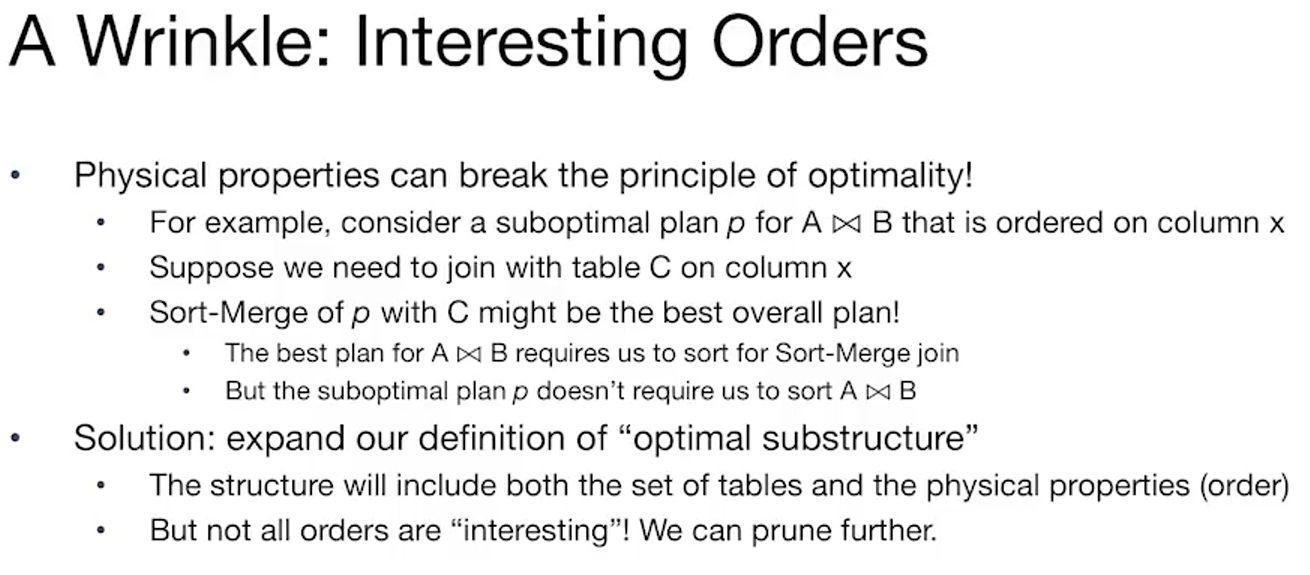 A Wrinkle: Interesting Orders
• Physical properties can break the principle of optimality!
• For example, consider a suboptimal plan p for A ⋈ B that is ordered on column x
• Suppose we need to join with table C on column x
• Sort-Merge of p with C might be the best overall plan!
• The best plan for A ⋈ B requires us to sort for Sort-Merge join
• But the suboptimal plan p doesn’t require us to sort A ⋈ B
• Solution: expand our definition of “optimal substructure”
• The structure will include both the set of tables and the physical properties (order)
• But not all orders are “interesting”! We can prune further.